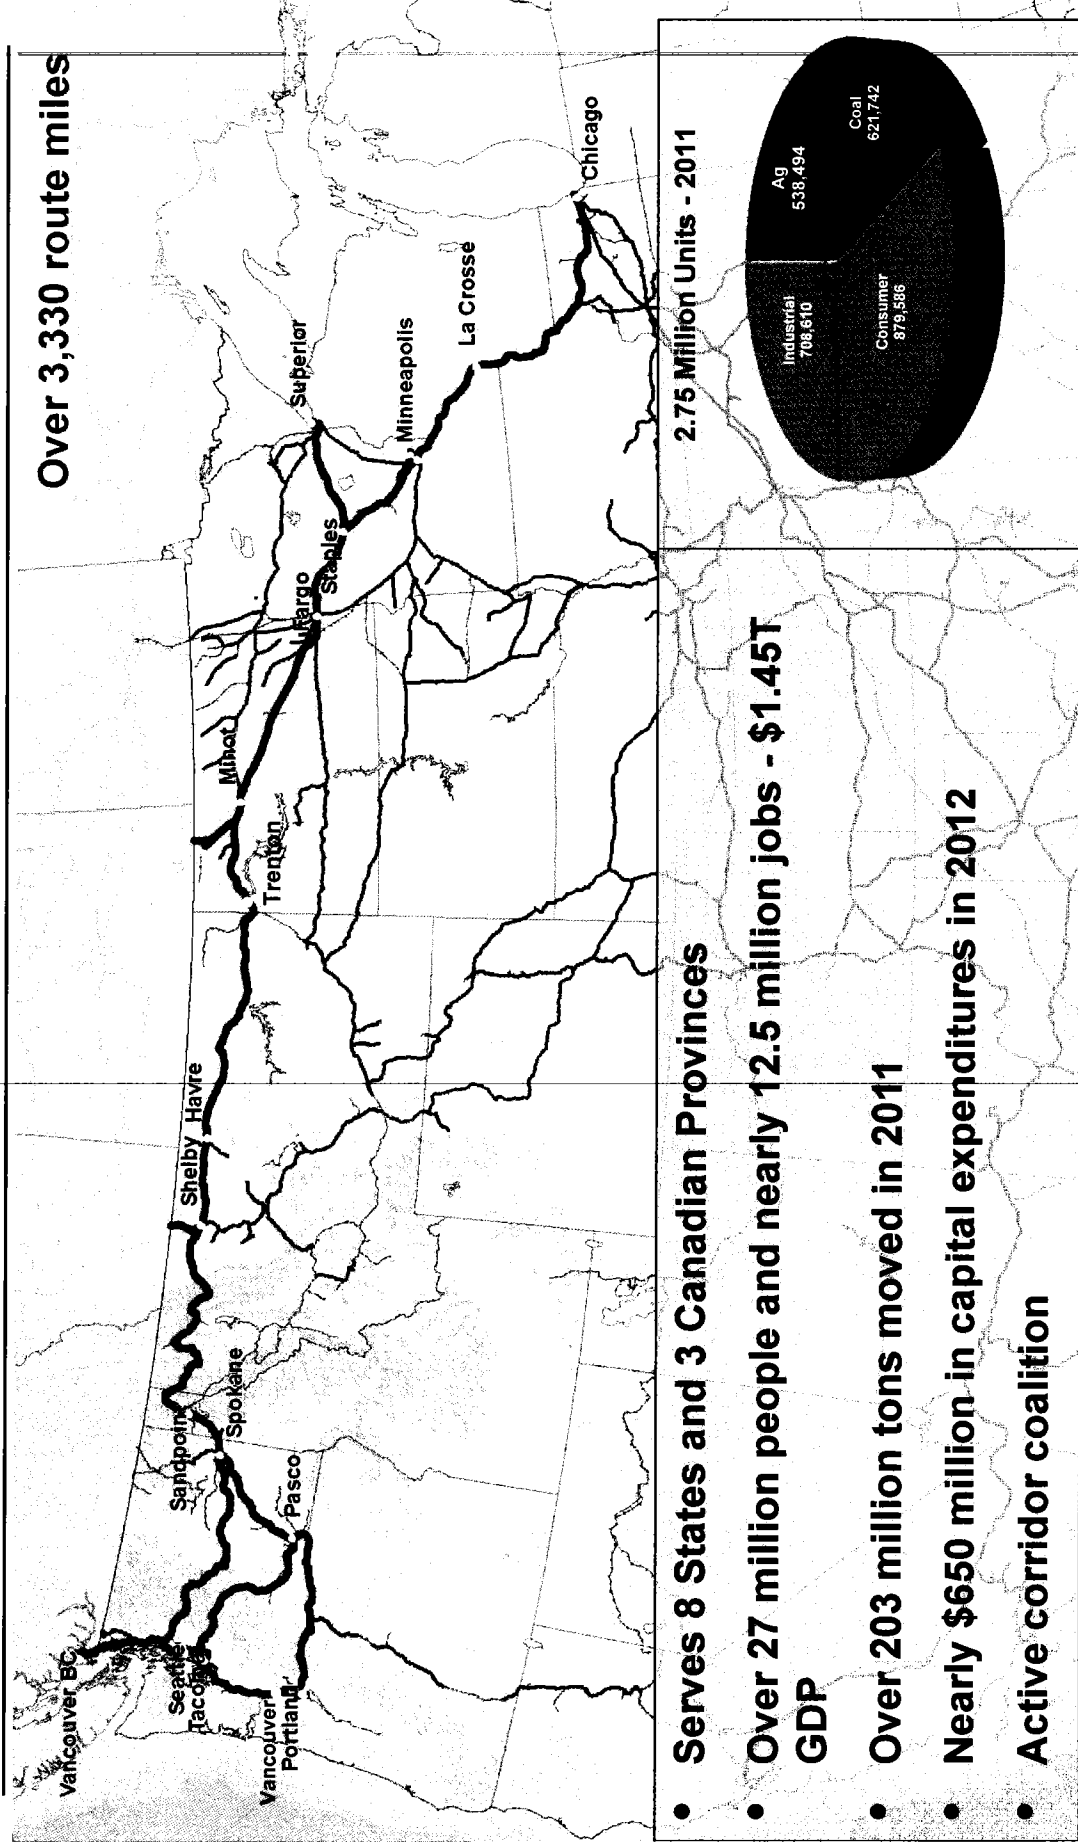 Over 3,330 route miles
Vancouver BC
Seattle
Tacoma
Vancouver
Portland
Pasco
Spokane
Sandpoint
Shelby
Havre
Trenton
Minot
Fargo
Staples
Superior
Minneapolis
La Crosse
Chicago
• Serves 8 States and 3 Canadian Provinces
• Over 27 million people and nearly 12.5 million jobs - $1.45T
GDP
• Over 203 million tons moved in 2011
• Nearly $650 million in capital expenditures in 2012
• Active corridor coalition
2.75 Million Units - 2011
Industrial
708,610
Ag
538,494
Consumer
879,586
Coal
621,742